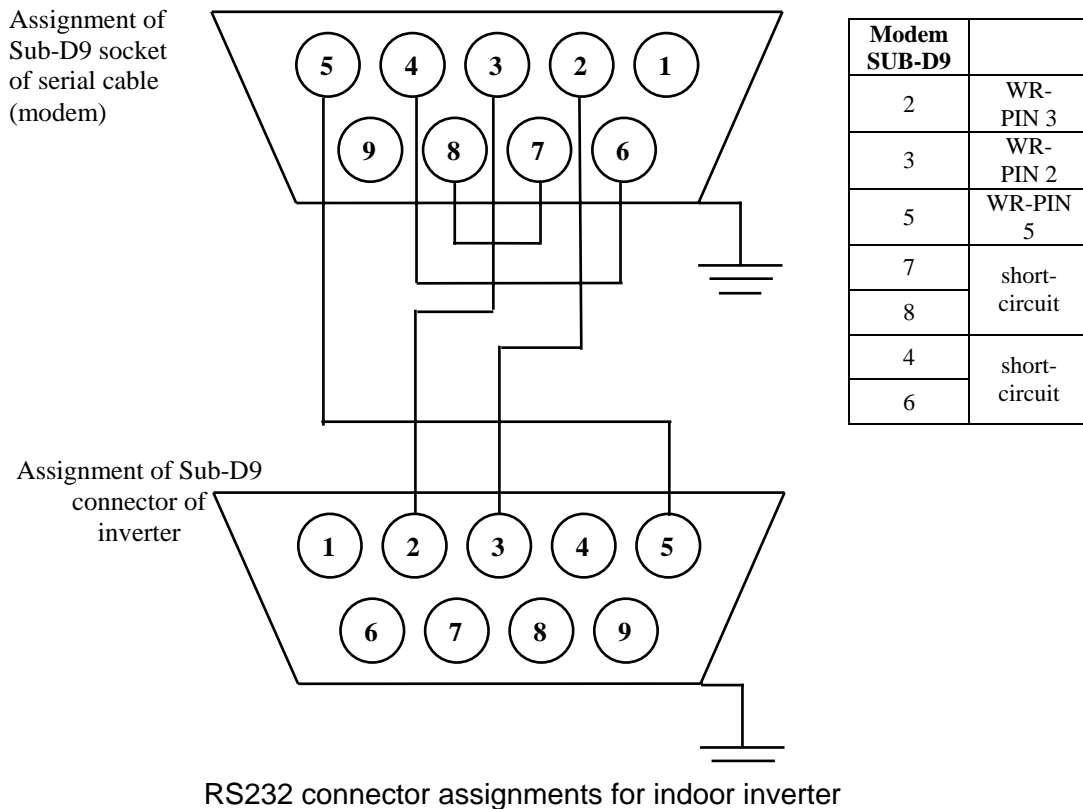 Assignment of
Sub-D9 socket
of serial cable
(modem)
5 4 3 2 1
9 8 7 6
Modem
SUB-D9
2 WR-
PIN 3
3 WR-
PIN 2
5 WR-PIN
5
7 short-
8 circuit
4 short-
6 circuit
Assignment of Sub-D9
connector of
inverter
1 2 3 4 5
6 7 8 9
RS232 connector assignments for indoor inverter